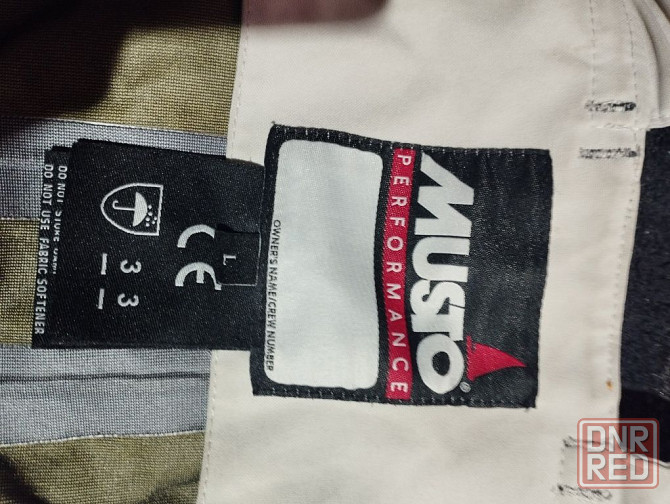 MUSTO®
PERFORMANCE
OWNER'S NAME/CREW NUMBER
L
CE
3
3
DO NOT USE FABRIC SOFTENER
DNR
RED